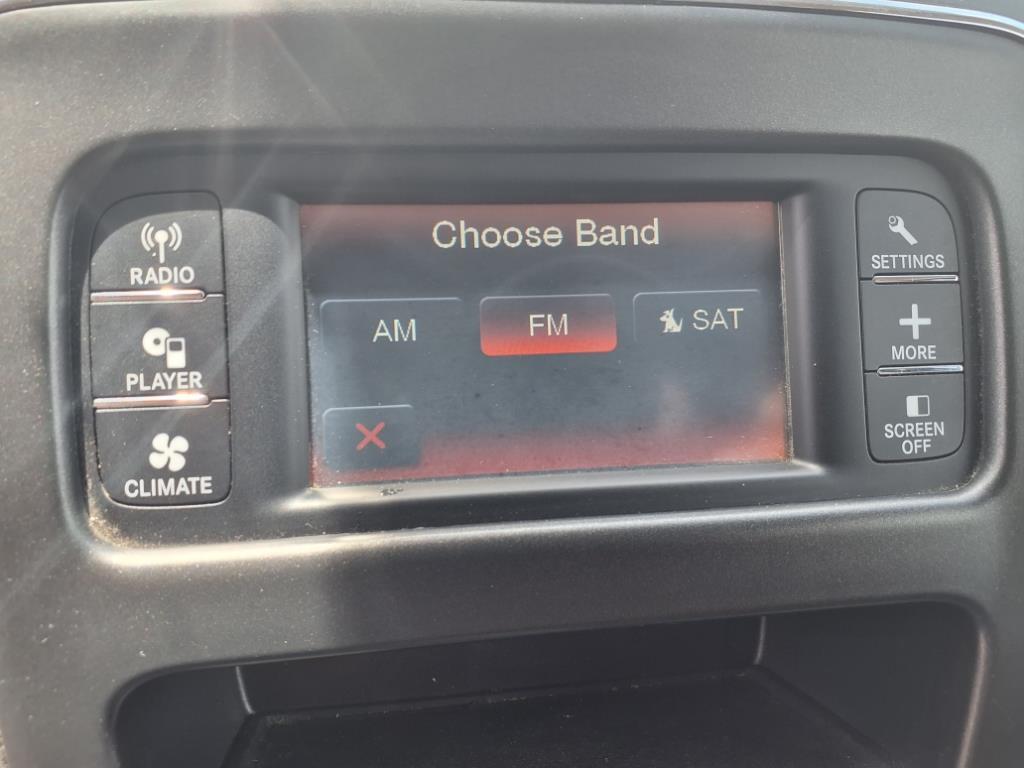 RADIO
PLAYER
CLIMATE
Choose Band
AM
FM
SAT
SETTINGS
MORE
SCREEN
OFF